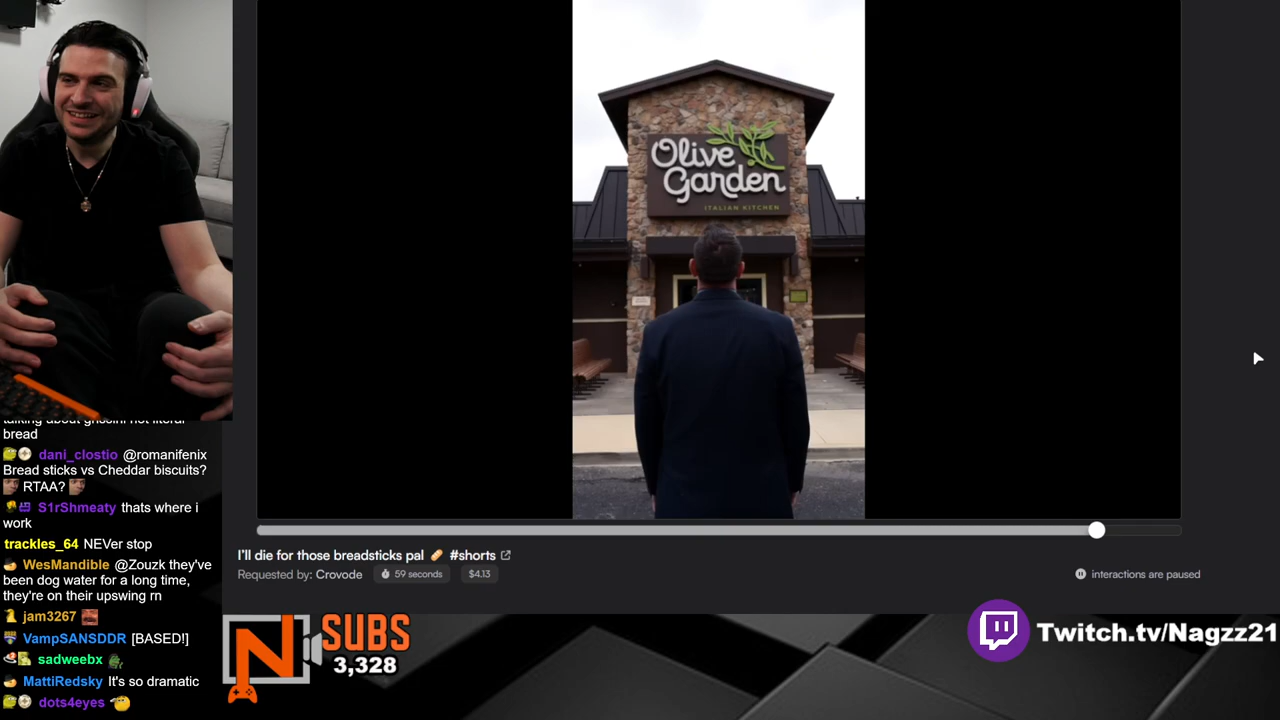 Olive
Garden
ITALIAN KITCHEN
bread
dani_clostio @romanifenix
Bread sticks vs Cheddar biscuits?
RTAA?
S1rShmeaty thats where i
work
trackles_64 NEVer stop
WesMandible @Zouzk they've
been dog water for a long time,
they're on their upswing rn
jam3267
VampSANSDDR [BASED!]
sadweebx
MattiRedsky It's so dramatic
dots4eyes
I'll die for those breadsticks pal 🥖 #shorts
Requested by: Crovode 59 seconds $4.13
interactions are paused
N SUBS
3,328
Twitch.tv/Nagzz21